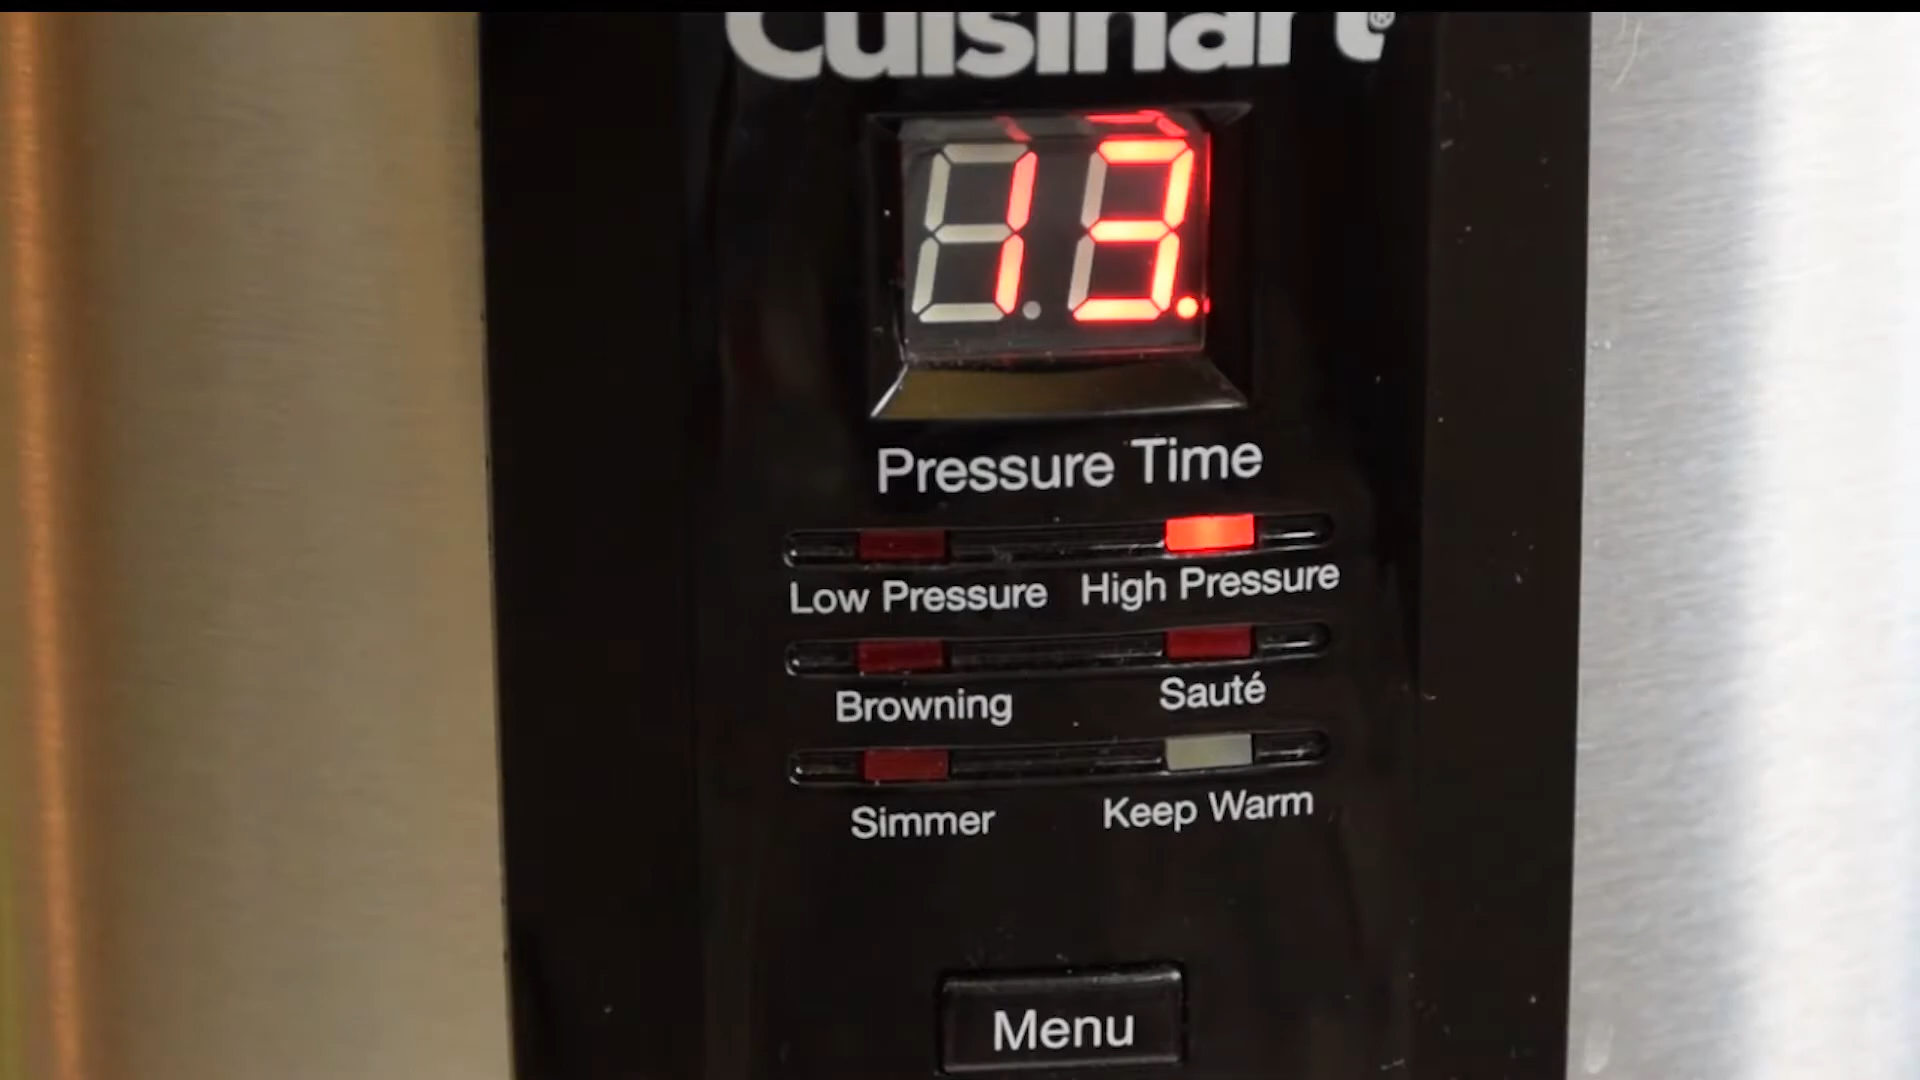 Cuisinart®
13.
Pressure Time
Low Pressure High Pressure
Browning Sauté
Simmer Keep Warm
Menu